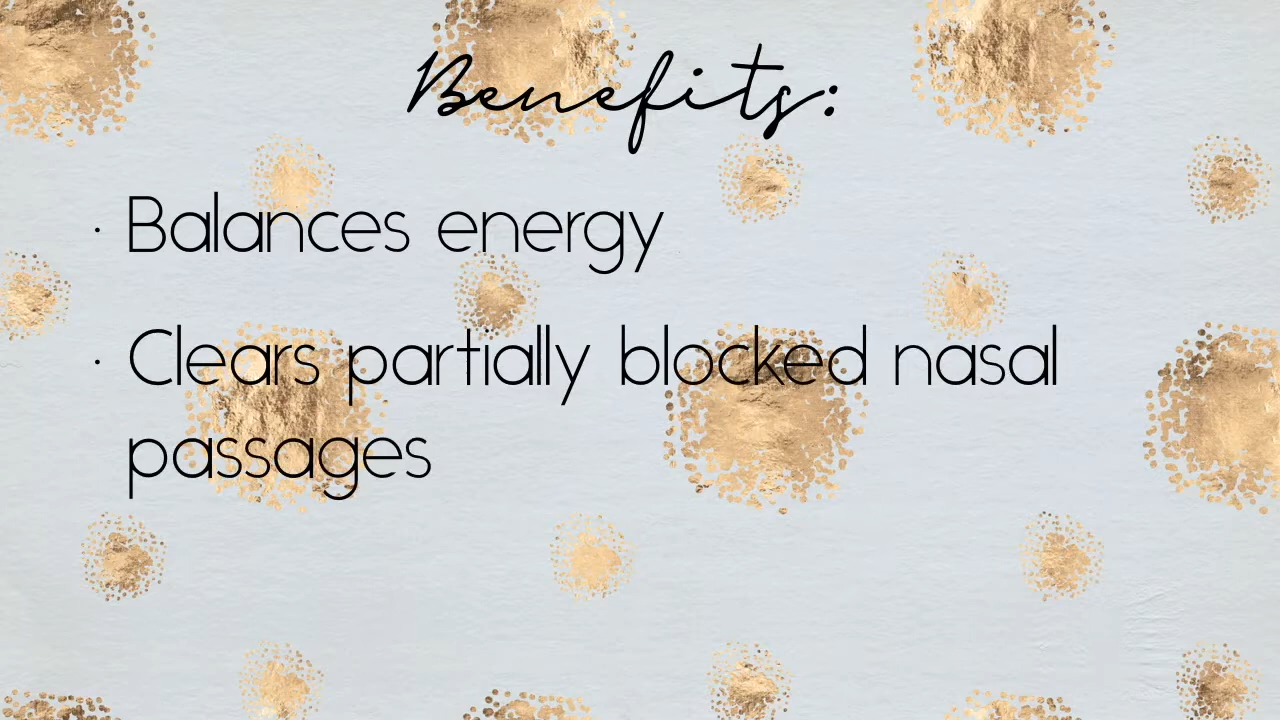 Benefits:
· Balances energy
· Clears partially blocked nasal
passages